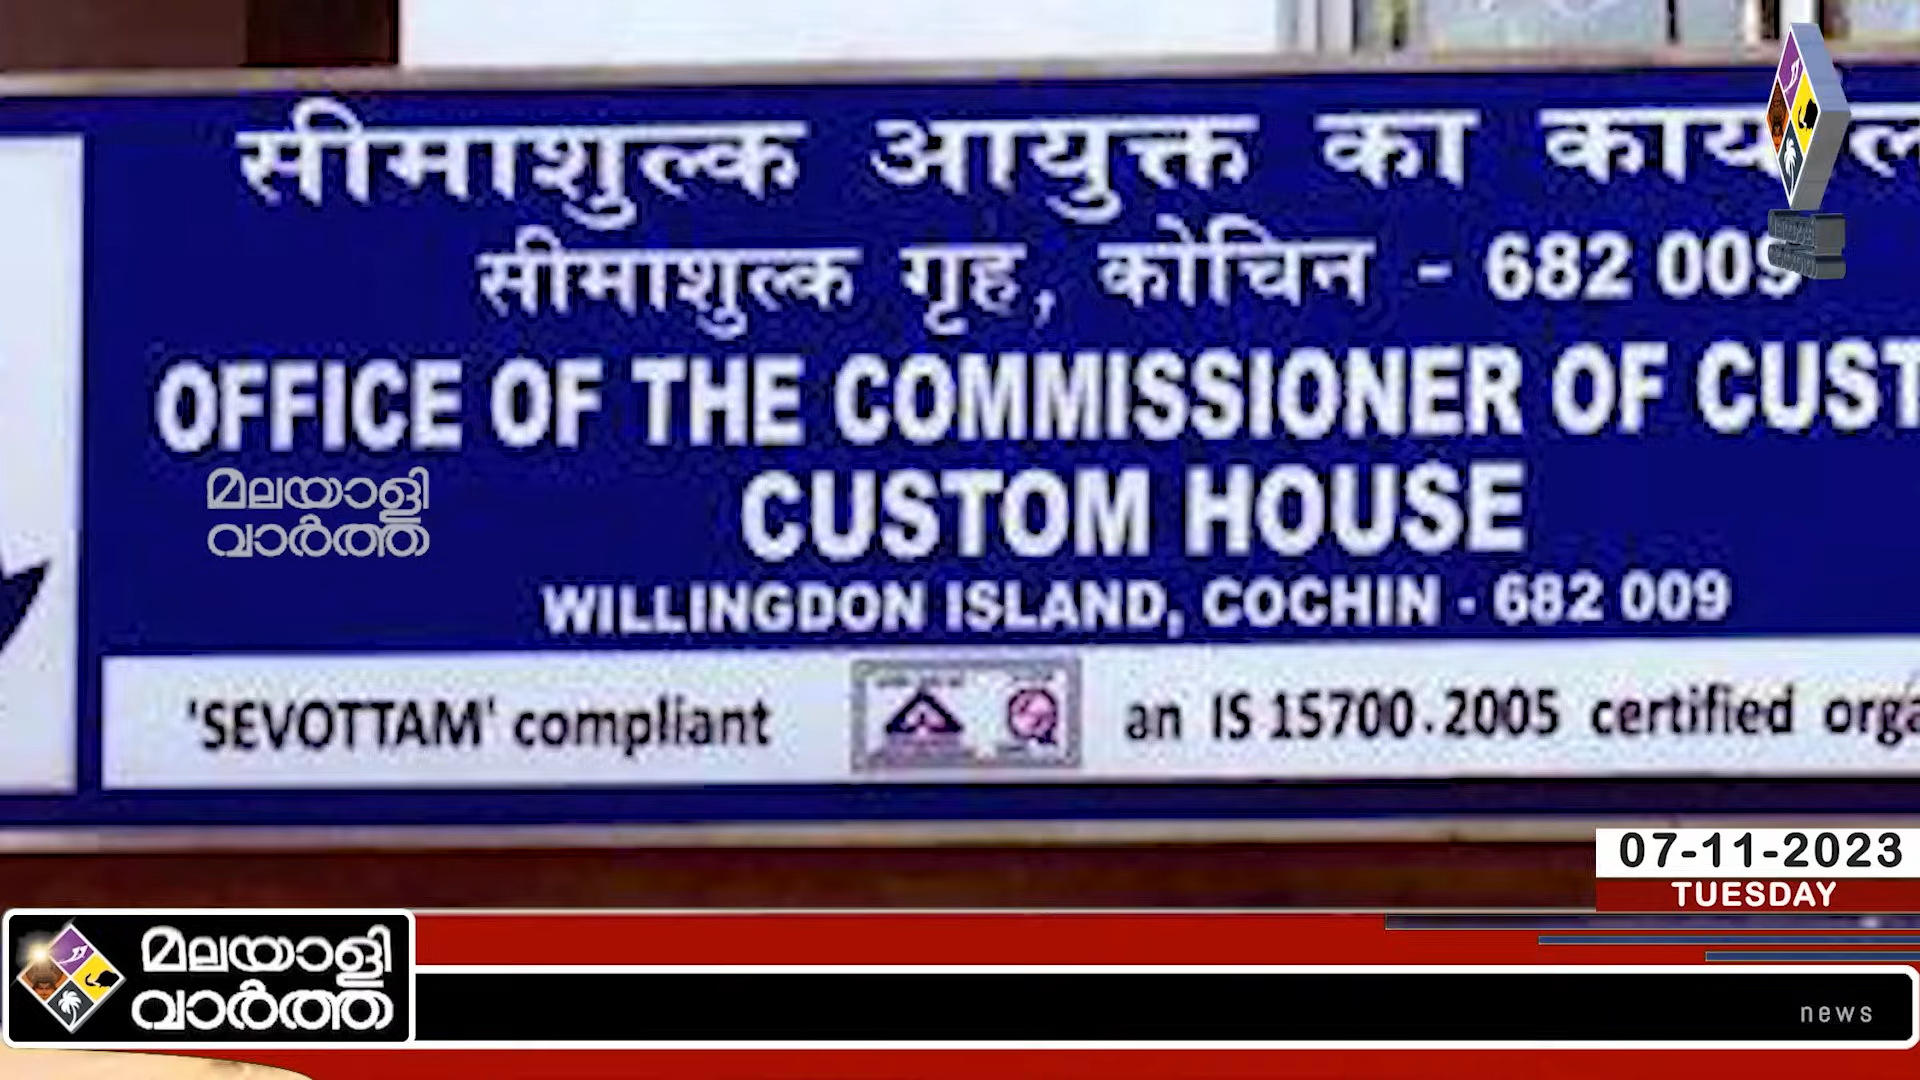 सीमाशुल्क आयुक्त का
सीमाशुल्क गृह, कोचिन - 682 009
OFFICE OF THE COMMISSIONER OF CUST
CUSTOM HOUSE
WILLINGDON ISLAND, COCHIN - 682 009
മലയാളി
വാർത്ത
'SEVOTTAM' compliant an IS 15700.2005 certified orga
07-11-2023
TUESDAY
മലയാളി
വാർത്ത
news